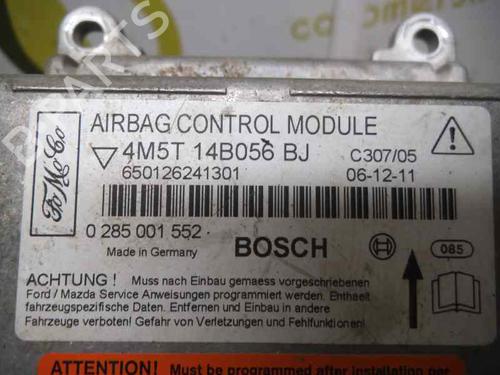 FoMoCo
AIRBAG CONTROL MODULE
4M5T 14B056 BJ
C307/05
650126241301
06-12-11
0 285 001 552
Made in Germany
BOSCH
085
ACHTUNG ! Muss nach Einbau gemaess vorgeschriebenen
Ford / Mazda Service Anweisungen programmiert werden. Enthaelt
fahrzeugspezifische Daten. Entfernen und Einbau in andere
Fahrzeuge verboten! Gefahr von Verletzungen und Fehlfunktionen!
ATTENTION ! Must be programmed after installation per
B PARTS